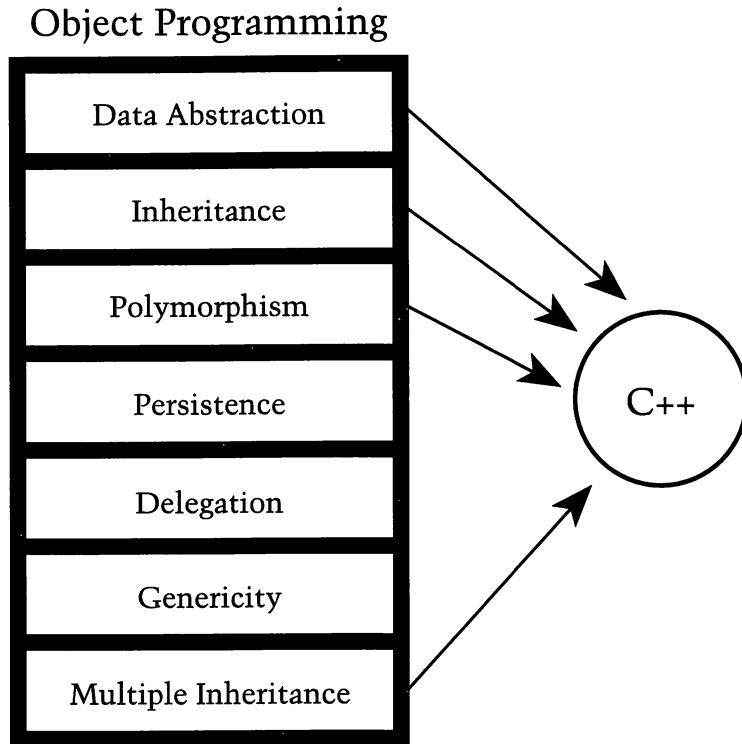 Object Programming
Data Abstraction
Inheritance
Polymorphism
Persistence
C++
Delegation
Genericity
Multiple Inheritance